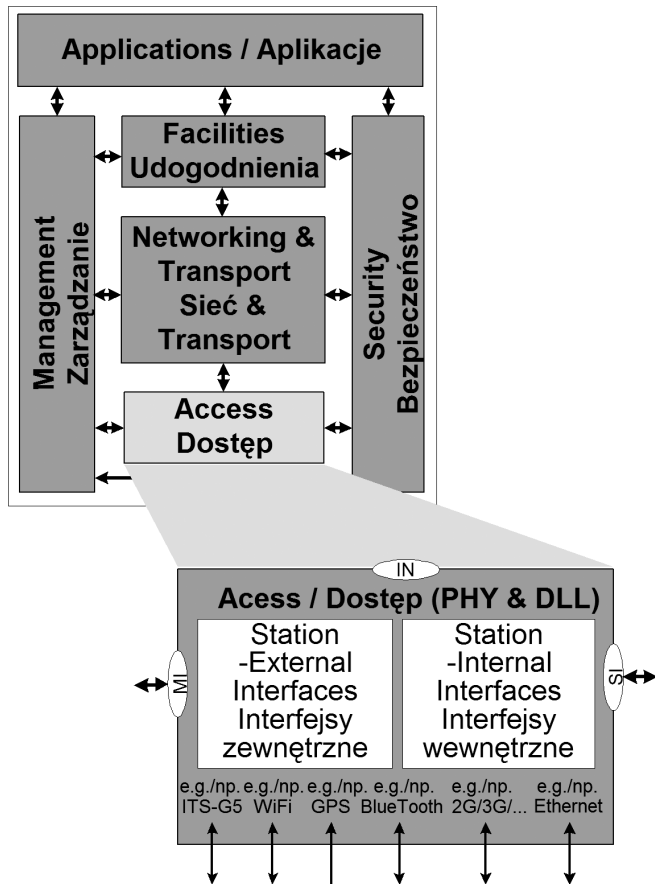 Applications / Aplikacje
Facilities
Udogodnienia
Management
Zarządzanie
Networking &
Transport
Sieć &
Transport
Security
Bezpieczeństwo
Access
Dostęp
IN
Acess / Dostęp (PHY & DLL)
MI
Station
-External
Interfaces
Interfejsy
zewnętrzne
Station
-Internal
Interfaces
Interfejsy
wewnętrzne
SI
e.g./np. e.g./np. e.g./np. e.g./np. e.g./np. e.g./np.
ITS-G5 WiFi GPS BlueTooth 2G/3G/... Ethernet